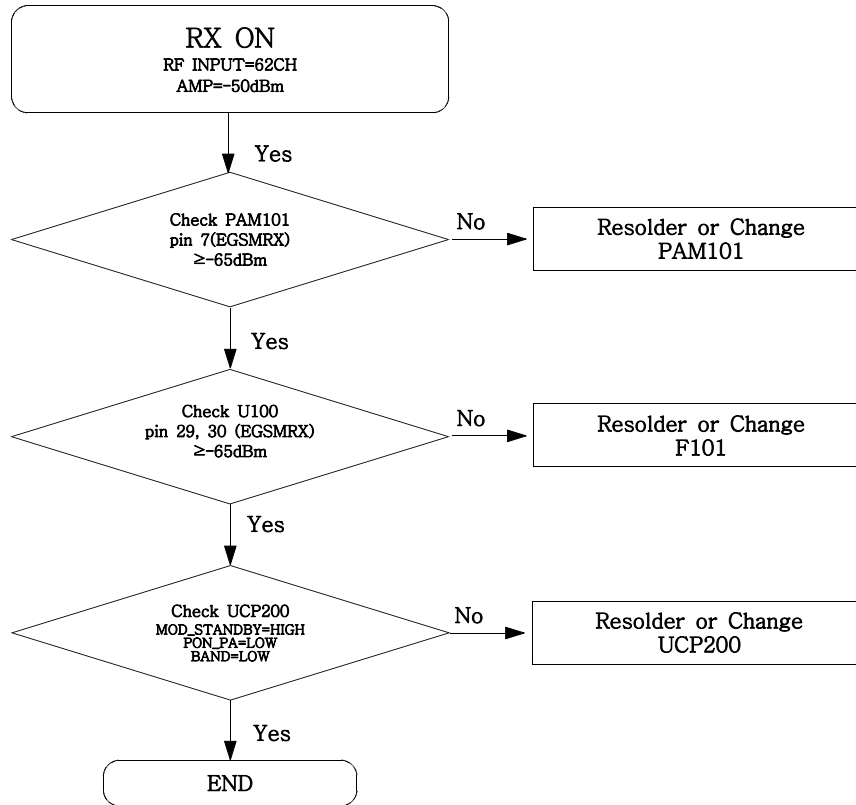 RX ON
RF INPUT=62CH
AMP=-50dBm
Yes
Check PAM101
pin 7(EGSMRX)
≥-65dBm
No
Resolder or Change
PAM101
Yes
Check U100
pin 29, 30 (EGSMRX)
≥-65dBm
No
Resolder or Change
F101
Yes
Check UCP200
MOD_STANDBY=HIGH
PON_PA=LOW
BAND=LOW
No
Resolder or Change
UCP200
Yes
END